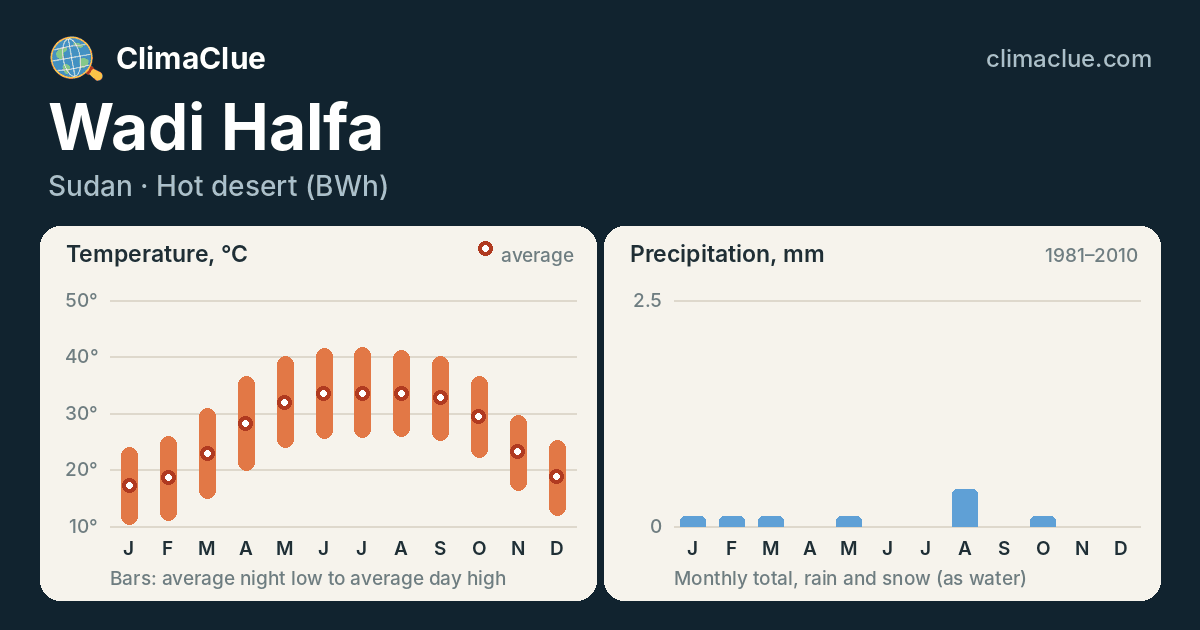 ClimaClue
climaclue.com
Wadi Halfa
Sudan · Hot desert (BWh)
Temperature, °C
average
50°
40°
30°
20°
10°
J F M A M J J A S O N D
Bars: average night low to average day high
Precipitation, mm
1981–2010
2.5
0
J F M A M J J A S O N D
Monthly total, rain and snow (as water)